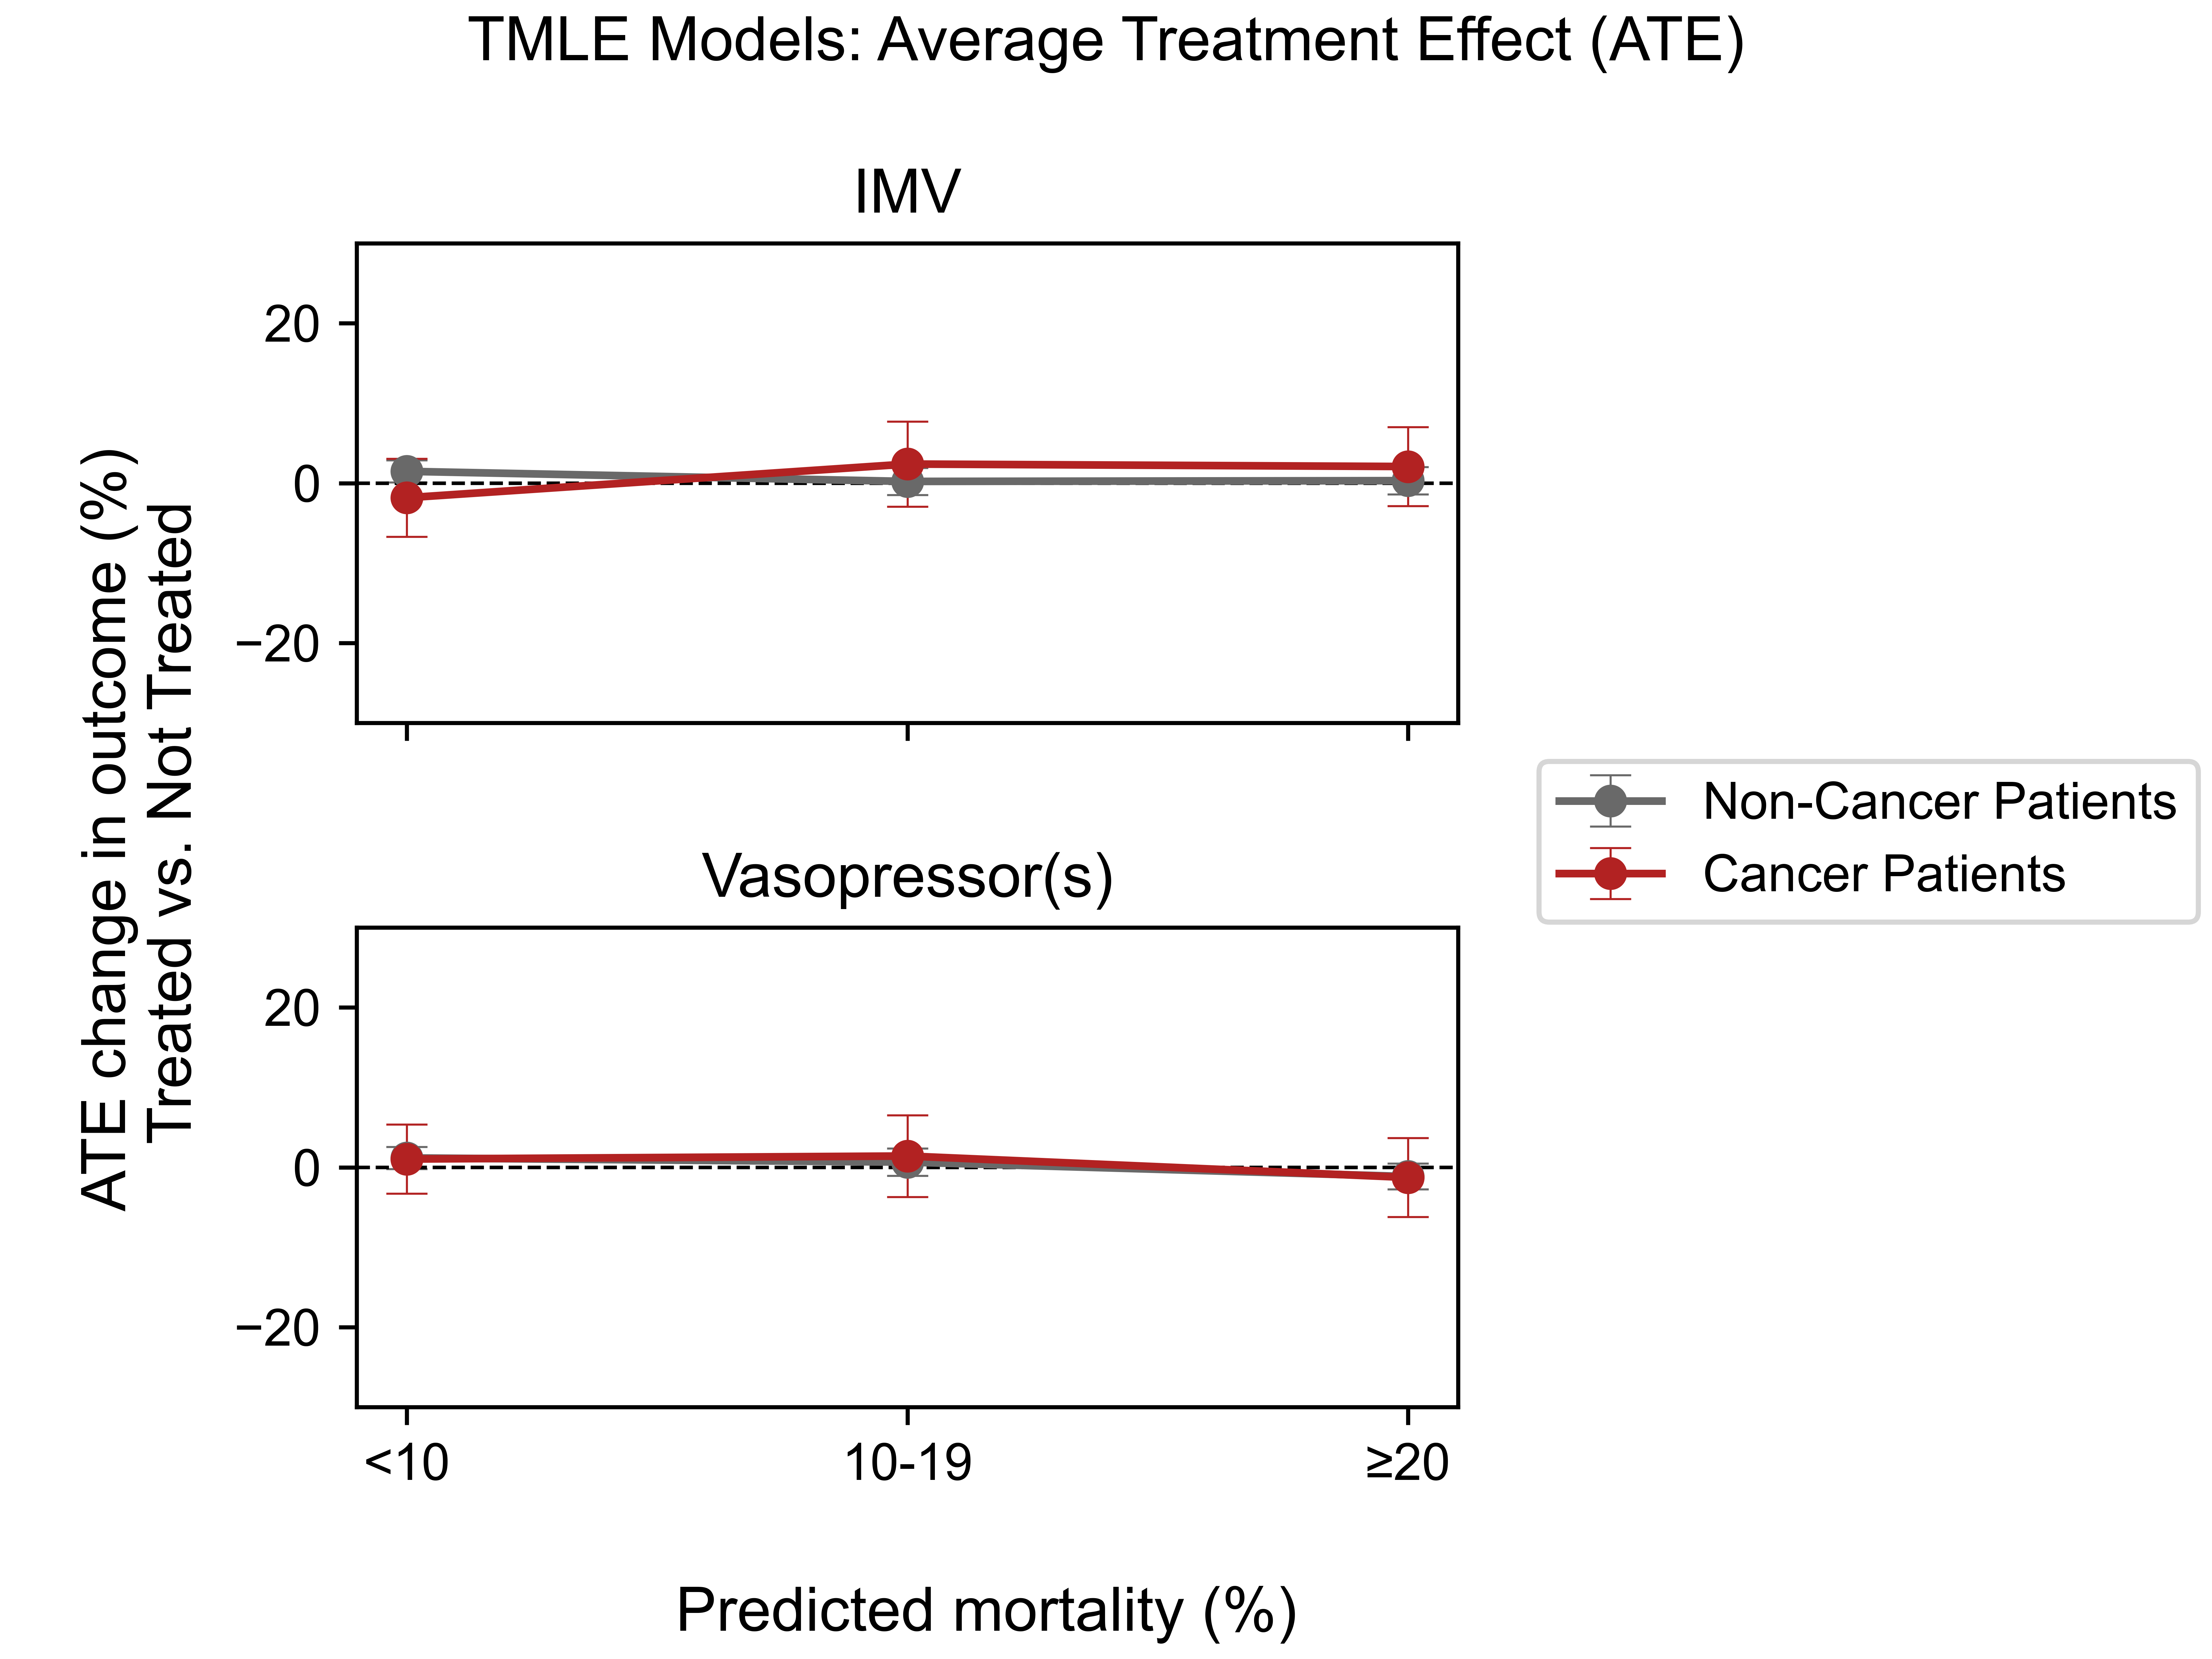 TMLE Models: Average Treatment Effect (ATE)
IMV
20
0
−20
ATE change in outcome (%)
Treated vs. Not Treated
Non-Cancer Patients
Cancer Patients
Vasopressor(s)
20
0
−20
<10
10-19
≥20
Predicted mortality (%)